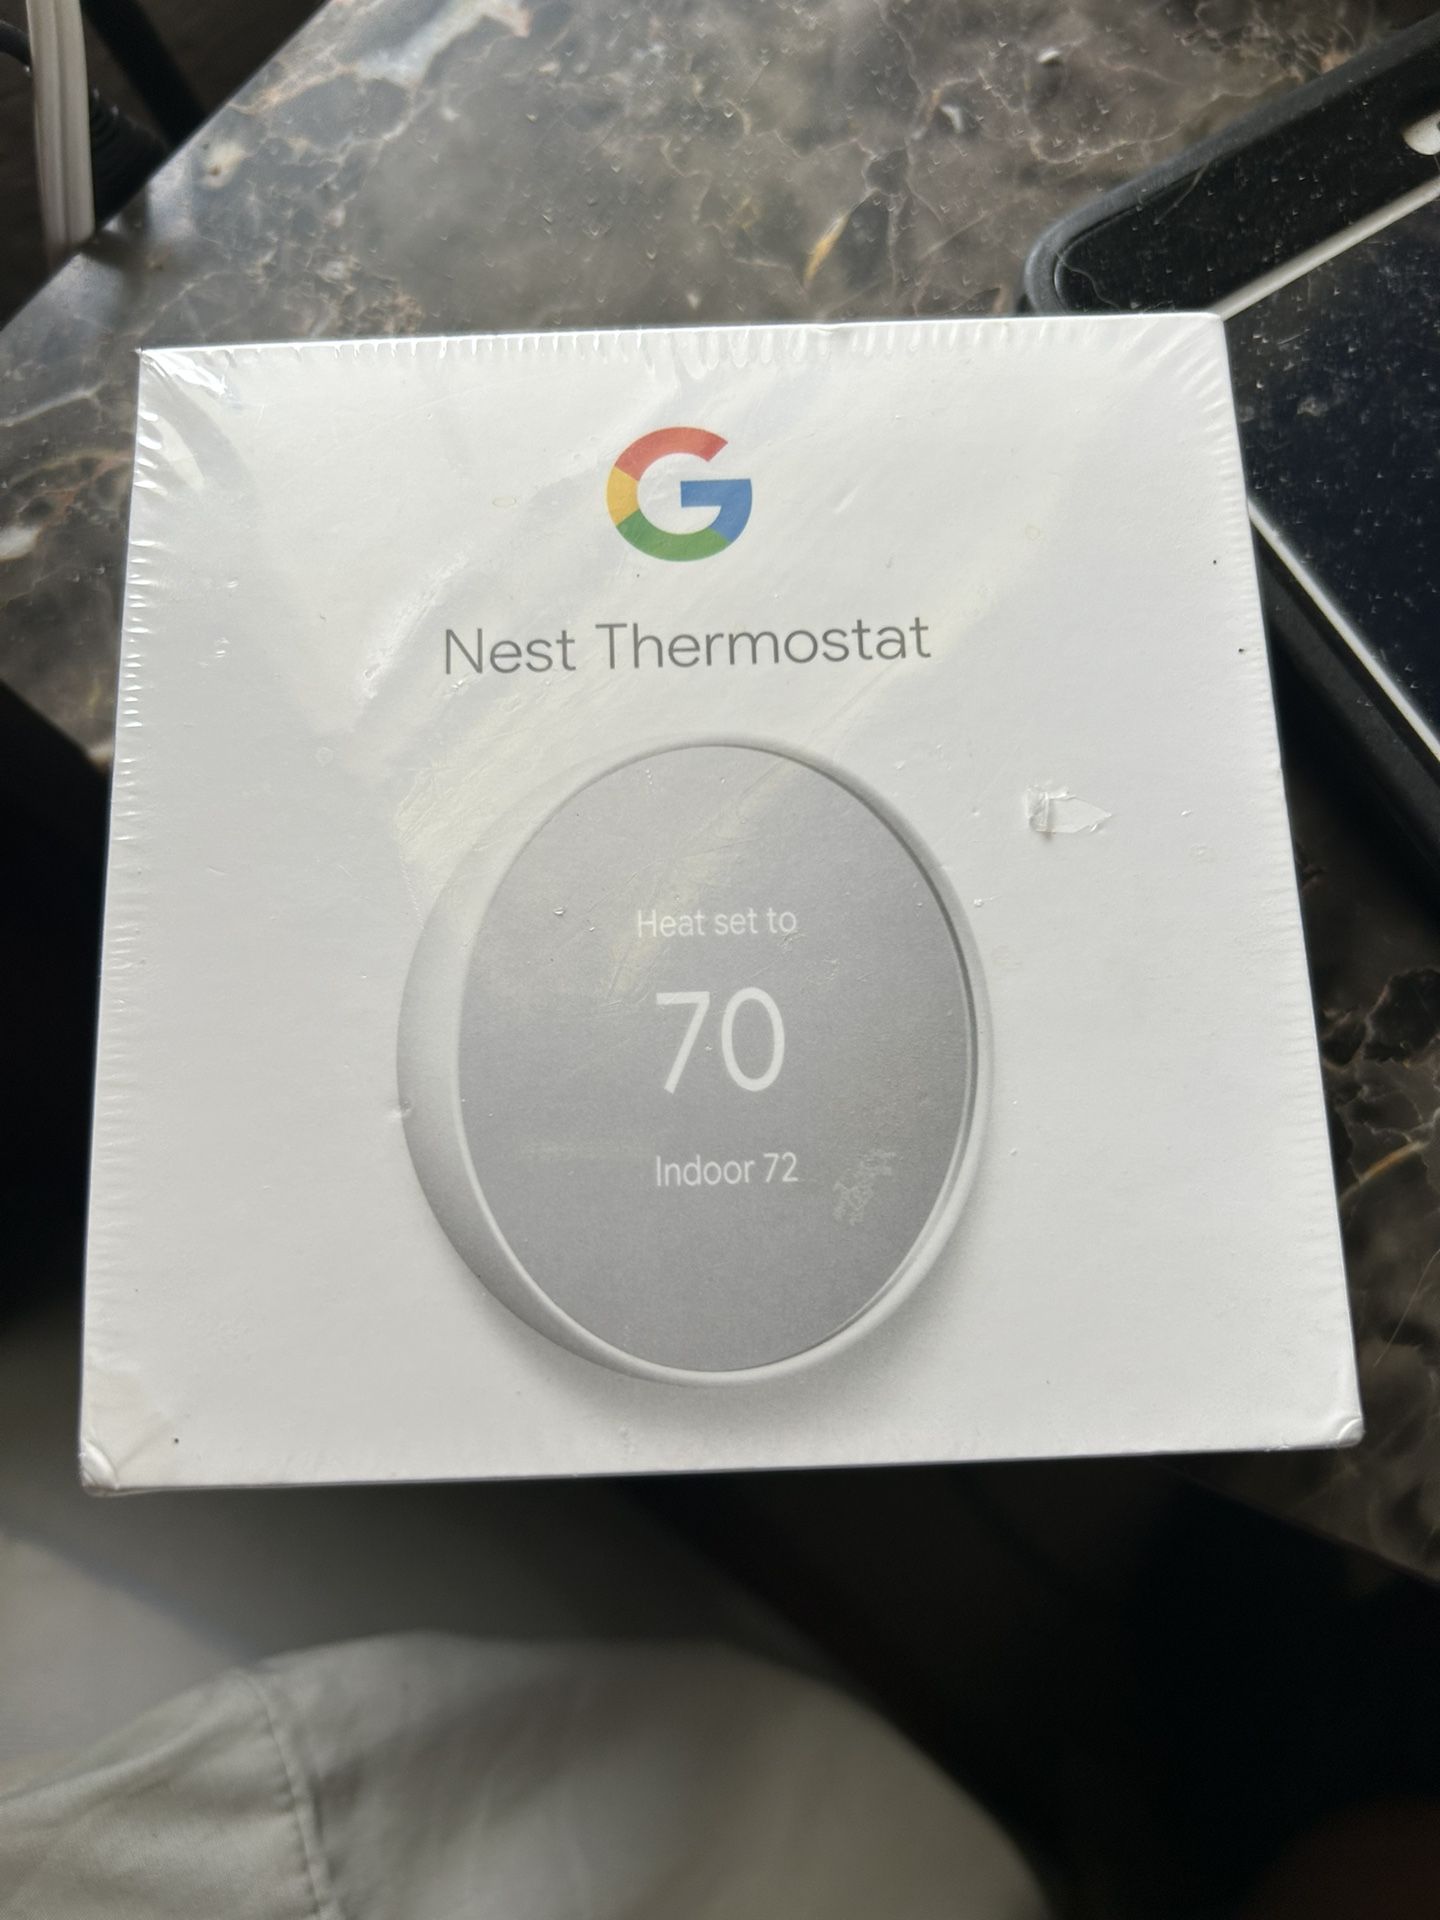 G
Nest Thermostat
Heat set to
70
Indoor 72